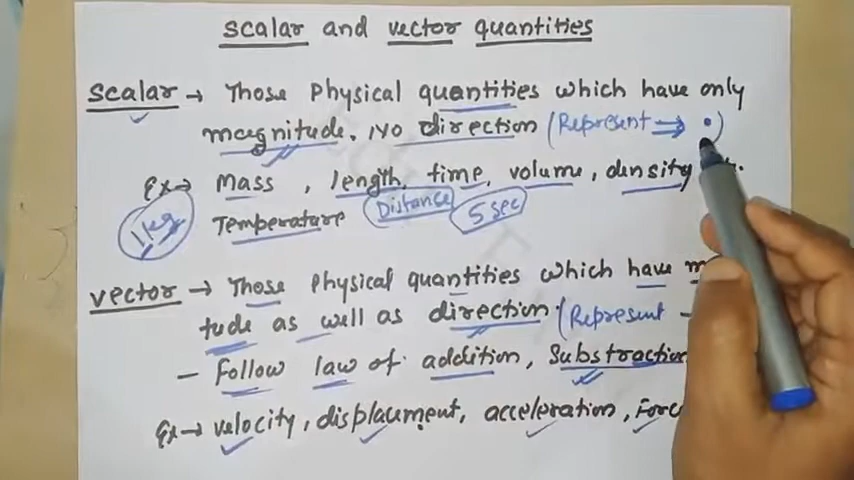 scalar and vector quantities
scalar → Those Physical quantities which have only
magnitude. No direction (Represent ⇒ •)
Ex→ Mass, length, time, volume, density
1kg Temperature Distance 5 sec
vector → Those Physical quantities which have
tude as well as direction (Represent
- Follow law of addition, Substraction
Ex→ velocity, displacument, acceleration, Forc